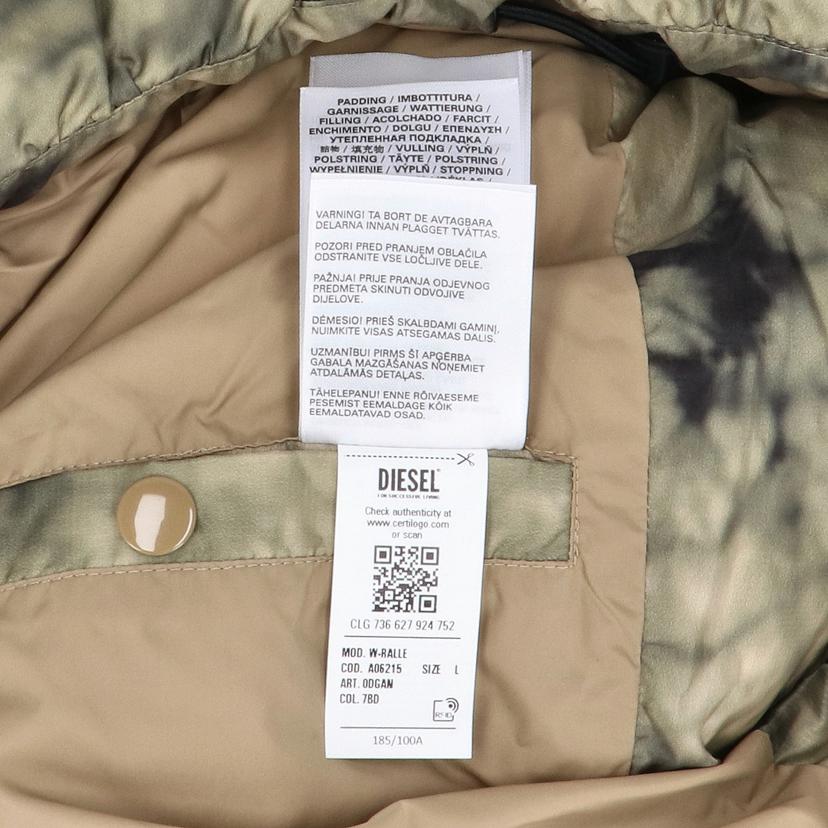 PADDING / IMBOTTITURA /
GARNISSAGE / WATTIERUNG /
FILLING / ACOLCHADO / FARCIT /
ENCHIMENTO / DOLGU / ΕΠΕΝΔΥΣΗ /
УТЕПЛЕННАЯ ПОДКЛАДКА /
填充物 / VULLING / VÝPLŇ /
POLSTRING / TÄYTE / POLSTRING /
WYPEŁNIENIE / VÝPLŇ / STOPPNING /
VARNING! TA BORT DE AVTAGBARA
DELARNA INNAN PLAGGET TVÄTTAS.
POZOR! PRED PRANJEM OBLAČILA
ODSTRANITE VSE LOČLJIVE DELE.
PAŽNJA! PRIJE PRANJA ODJEVNOG
PREDMETA SKINUTI ODVOJIVE
DIJELOVE.
DĖMESIO! PRIEŠ SKALBDAMI GAMINĮ,
NUIMKITE VISAS ATSEGAMAS DALIS.
UZMANĪBU! PIRMS ŠĪ APĢĒRBA
GABALA MAZGĀŠANAS NOŅEMIET
ATDALĀMĀS DETAĻAS.
TÄHELEPANU! ENNE RÕIVAESEME
PESEMIST EEMALDAGE KÕIK
EEMALDATAVAD OSAD.
DIESEL
FOR SUCCESSFUL LIVING
Check authenticity at
www.certilogo.com
or scan
CLG 736 627 924 752
MOD. W-RALLE
COD. A06215 SIZE L
ART. 0DGAN
COL. 7BD
RFID
185/100A